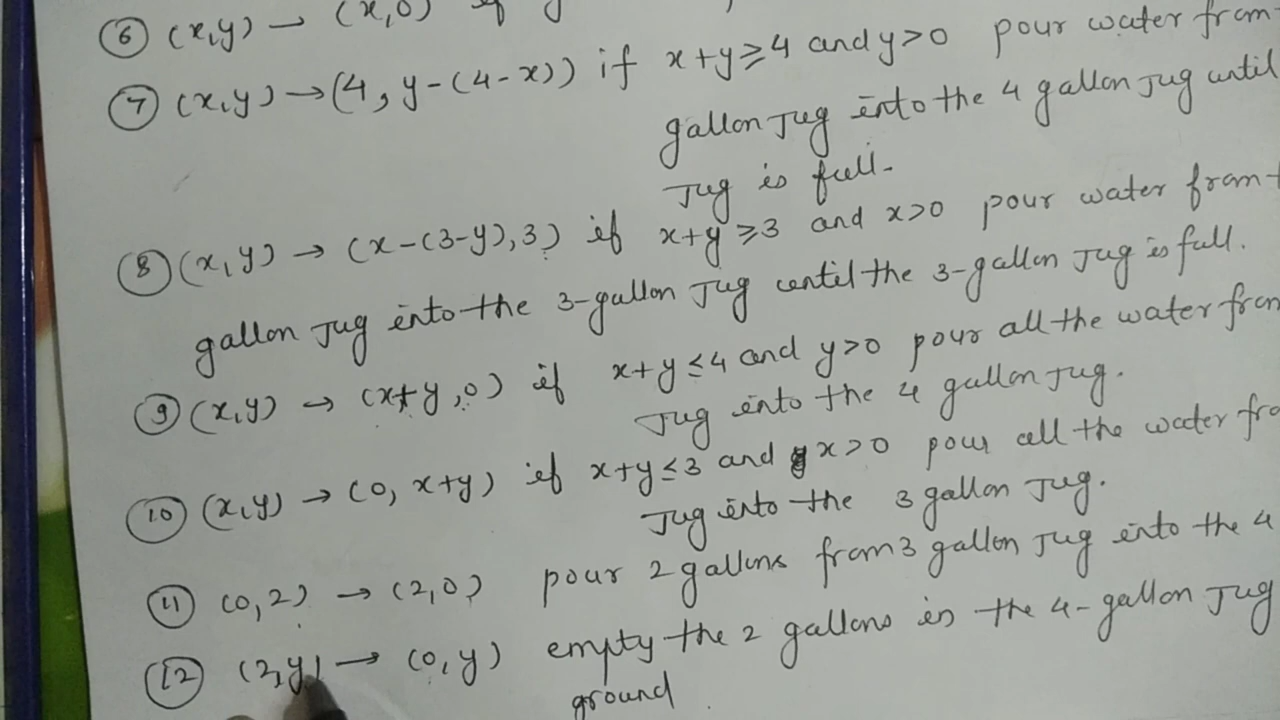 ⑥ (x,y) → (x,0) if y
⑦ (x,y) → (4, y-(4-x)) if x+y≥4 and y>0 pour water from
gallon Jug into the 4 gallon Jug until
Jug is full.
⑧ (x,y) → (x-(3-y),3) if x+y≥3 and x>0 pour water from
gallon Jug into the 3-gallon Jug until the 3-gallon Jug is full.
⑨ (x,y) → (x+y,0) if x+y≤4 and y>0 pour all the water from
Jug into the 4 gallon Jug.
⑩ (x,y) → (0, x+y) if x+y≤3 and x>0 pour all the water fro
Jug into the 3 gallon Jug.
⑪ (0,2) → (2,0) pour 2 gallons from 3 gallon Jug into the 4
⑫ (2,y) → (0,y) empty the 2 gallons in the 4-gallon Jug
ground